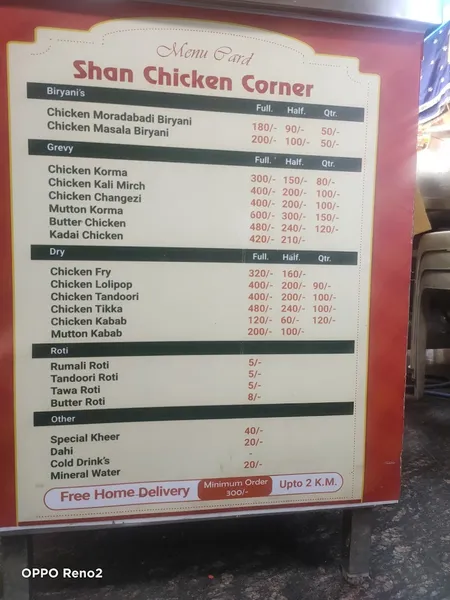 Menu Card
Shan Chicken Corner
Biryani's Full. Half. Qtr.
Chicken Moradabadi Biryani 180/- 90/- 50/-
Chicken Masala Biryani 200/- 100/- 50/-
Grevy Full. Half. Qtr.
Chicken Korma 300/- 150/- 80/-
Chicken Kali Mirch 400/- 200/- 100/-
Chicken Changezi 400/- 200/- 100/-
Mutton Korma 600/- 300/- 150/-
Butter Chicken 480/- 240/- 120/-
Kadai Chicken 420/- 210/-
Dry Full. Half. Qtr.
Chicken Fry 320/- 160/-
Chicken Lolipop 400/- 200/- 90/-
Chicken Tandoori 400/- 200/- 100/-
Chicken Tikka 480/- 240/- 100/-
Chicken Kabab 120/- 60/- 120/-
Mutton Kabab 200/- 100/-
Roti
Rumali Roti 5/-
Tandoori Roti 5/-
Tawa Roti 5/-
Butter Roti 8/-
Other
Special Kheer 40/-
Dahi 20/-
Cold Drink's -
Mineral Water 20/-
Free Home Delivery Minimum Order 300/- Upto 2 K.M.
OPPO Reno2